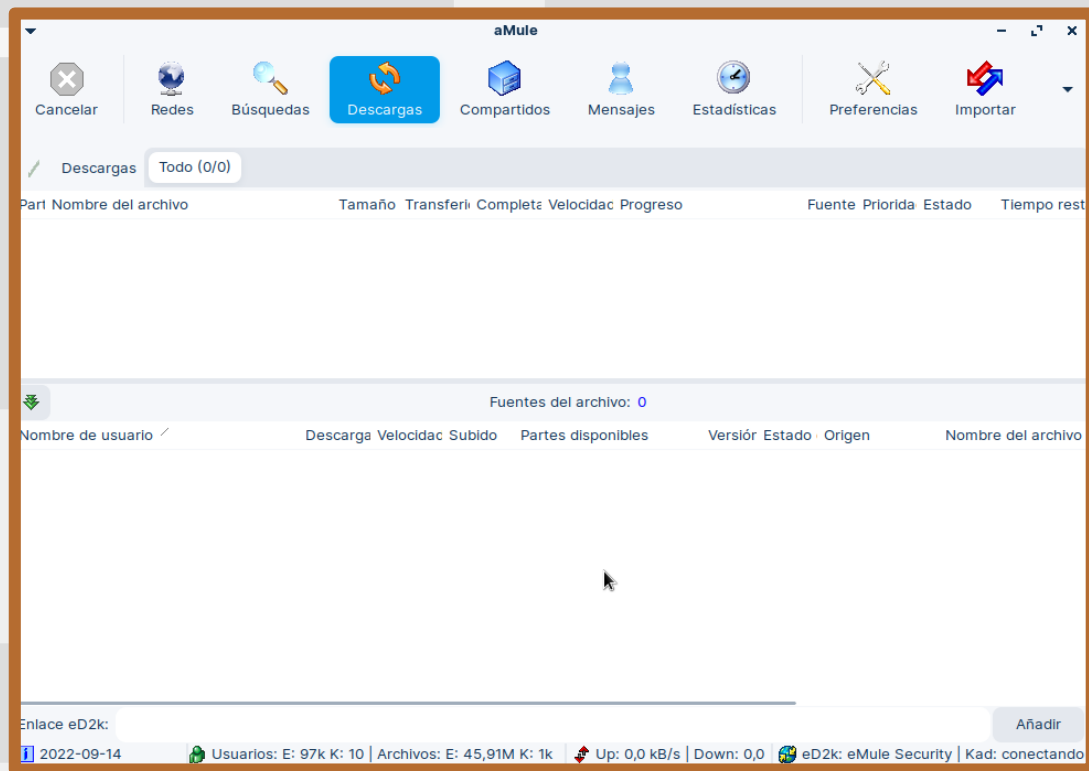 aMule
Cancelar Redes Búsquedas Descargas Compartidos Mensajes Estadísticas Preferencias Importar
Descargas Todo (0/0)
Part Nombre del archivo Tamaño Transferi Completa Velocidad Progreso Fuente Priorida Estado Tiempo rest
Fuentes del archivo: 0
Nombre de usuario Descarga Velocidad Subido Partes disponibles Versión Estado Origen Nombre del archivo
Enlace eD2k: Añadir
2022-09-14 Usuarios: E: 97k K: 10 | Archivos: E: 45,91M K: 1k Up: 0,0 kB/s | Down: 0,0 eD2k: eMule Security | Kad: conectando